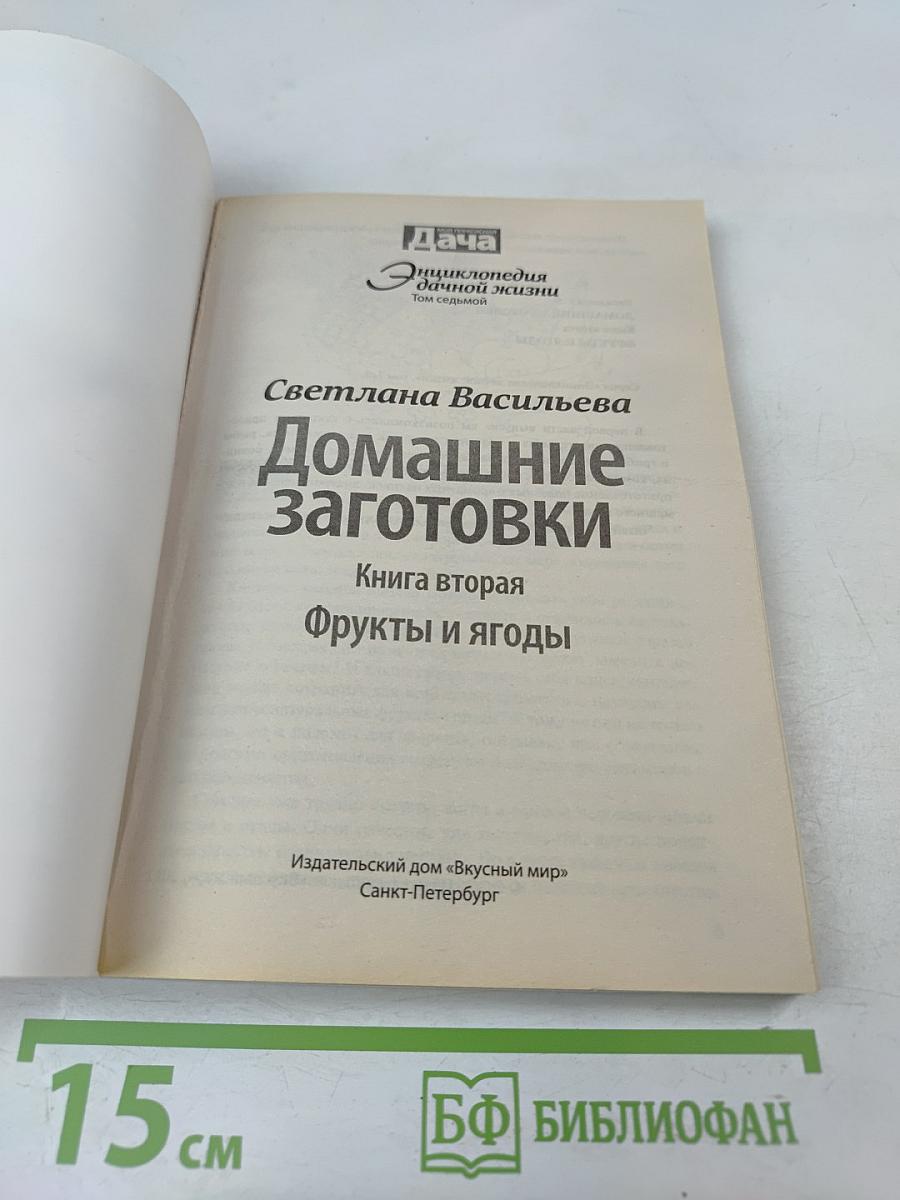 Дача
Энциклопедия
дачной жизни
Том седьмой
Светлана Васильева
Домашние
заготовки
Книга вторая
Фрукты и ягоды
Издательский дом «Вкусный мир»
Санкт-Петербург
15 см
БФ БИБЛИОФАН